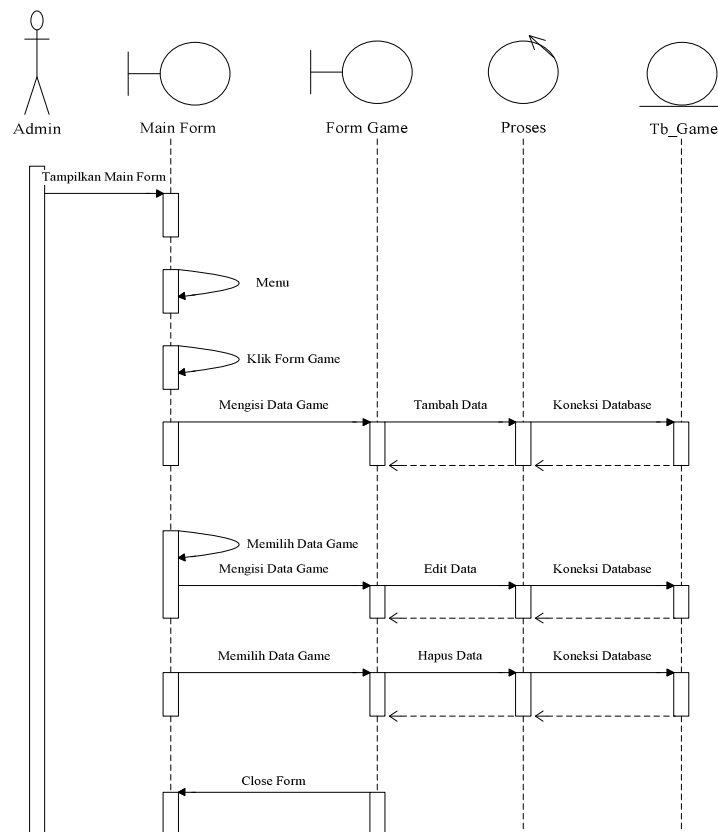 Admin
Main Form
Form Game
Proses
Tb_Game
Tampilkan Main Form
Menu
Klik Form Game
Mengisi Data Game
Tambah Data
Koneksi Database
Memilih Data Game
Mengisi Data Game
Edit Data
Koneksi Database
Memilih Data Game
Hapus Data
Koneksi Database
Close Form